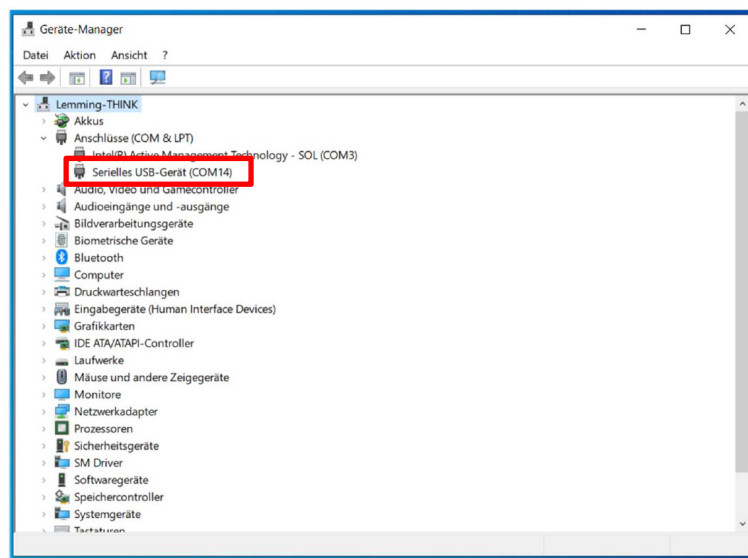 Geräte-Manager
Datei Aktion Ansicht ?
Lemming-THINK
Akkus
Anschlüsse (COM & LPT)
Intel(R) Active Management Technology - SOL (COM3)
Serielles USB-Gerät (COM14)
Audio, Video und Gamecontroller
Audioeingänge und -ausgänge
Bildverarbeitungsgeräte
Biometrische Geräte
Bluetooth
Computer
Druckwarteschlangen
Eingabegeräte (Human Interface Devices)
Grafikkarten
IDE ATA/ATAPI-Controller
Laufwerke
Mäuse und andere Zeigegeräte
Monitore
Netzwerkadapter
Prozessoren
Sicherheitsgeräte
SM Driver
Softwaregeräte
Speichercontroller
Systemgeräte
Tastaturen